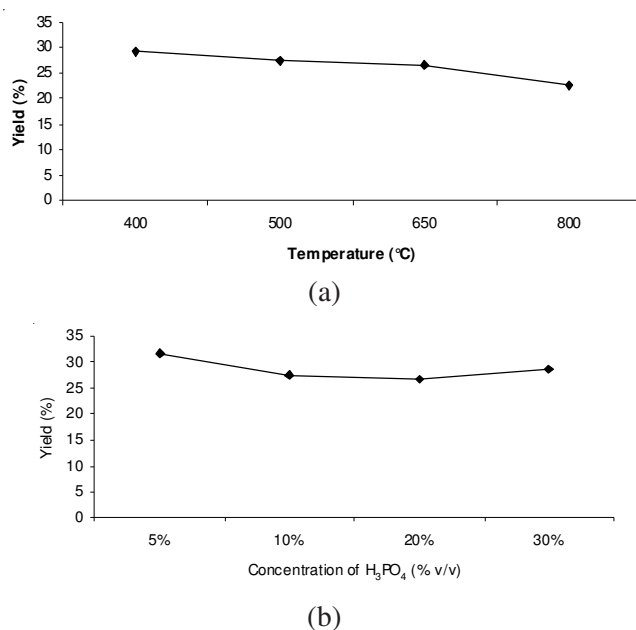 35
30
25
20
15
10
5
0
Yield (%)
400 500 650 800
Temperature (°C)
(a)
35
30
25
20
15
10
5
0
Yield (%)
5% 10% 20% 30%
Concentration of H₃PO₄ (% v/v)
(b)